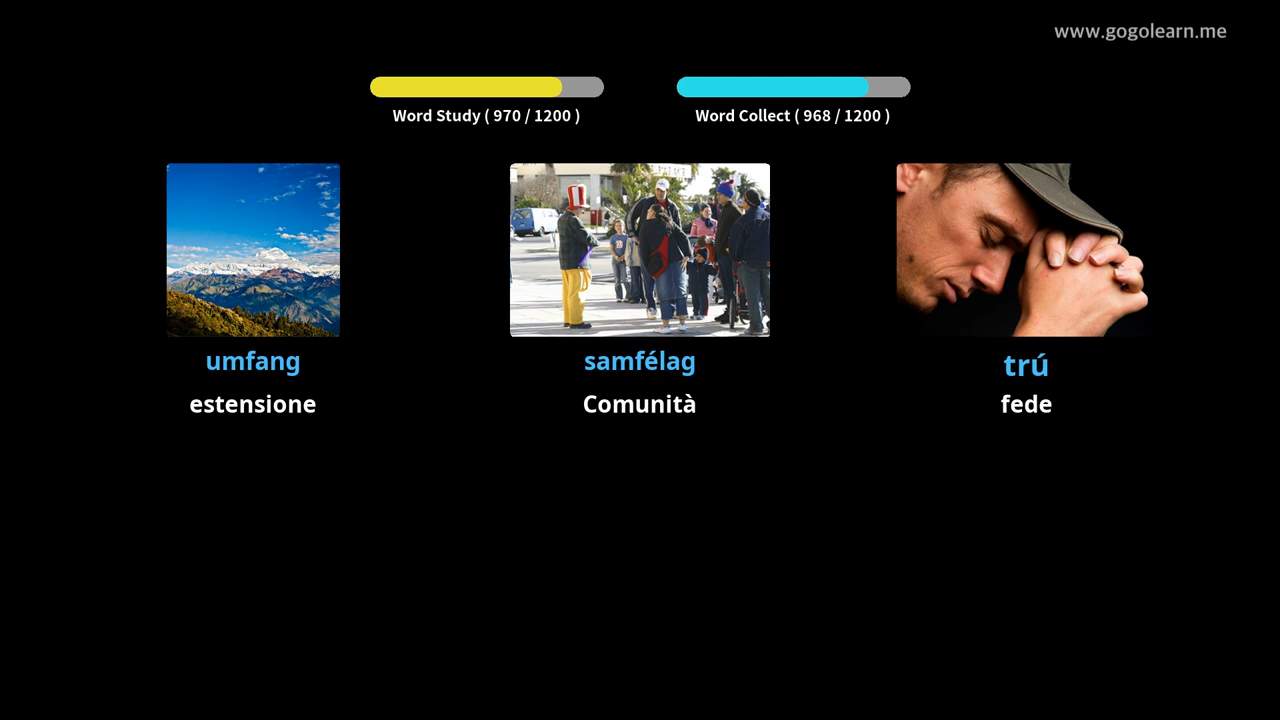 www.gogolearn.me
Word Study ( 970 / 1200 )
Word Collect ( 968 / 1200 )
umfang
samfélag
trú
estensione
Comunità
fede